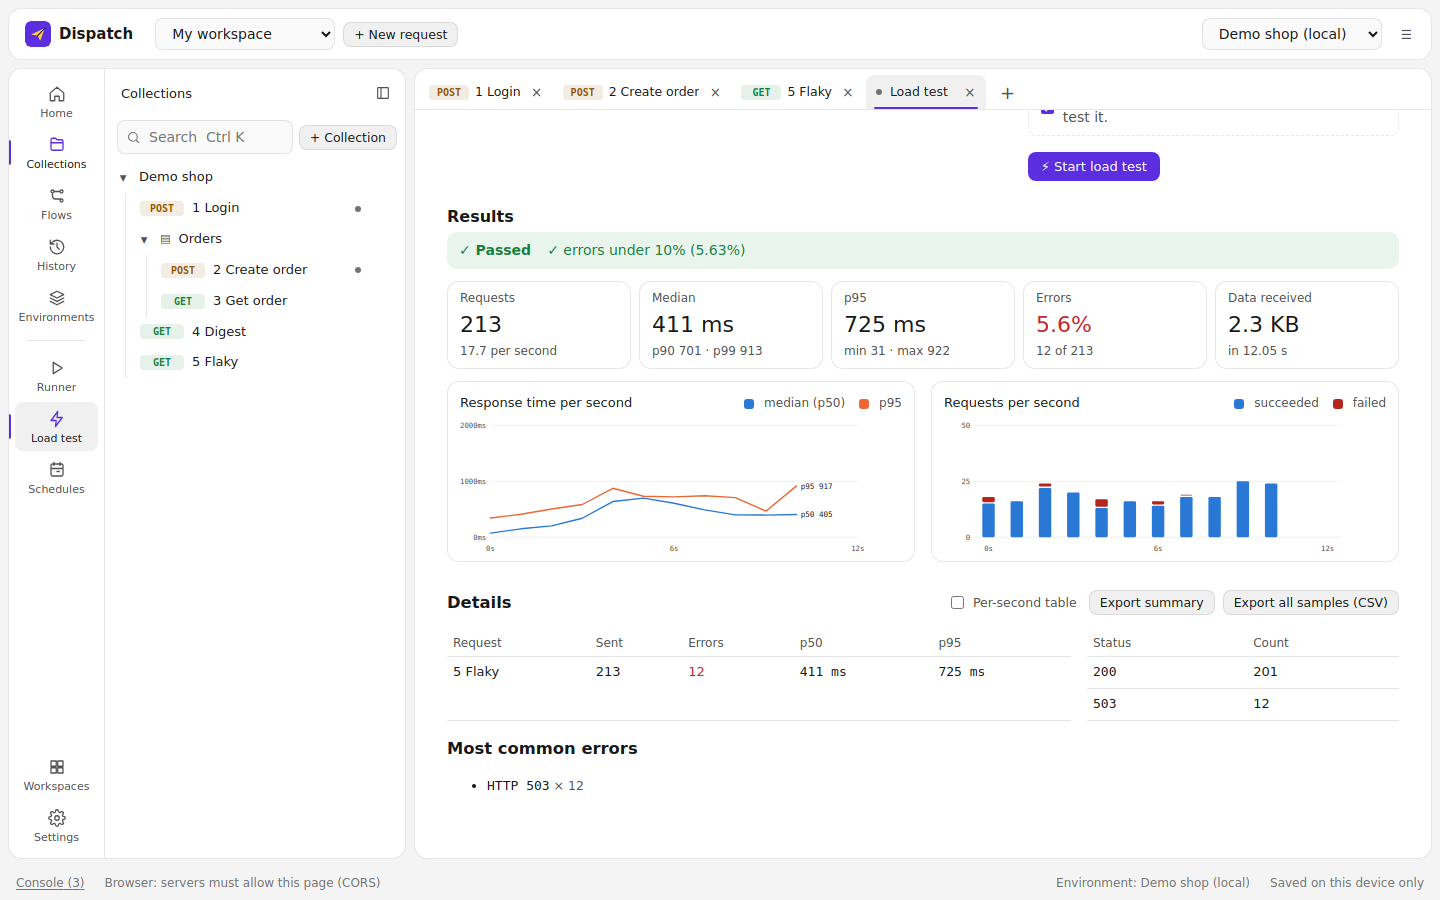 Dispatch
My workspace
+ New request
Demo shop (local)
Home
Collections
Flows
History
Environments
Runner
Load test
Schedules
Workspaces
Settings
Collections
Search Ctrl K
+ Collection
Demo shop
POST 1 Login
Orders
POST 2 Create order
GET 3 Get order
GET 4 Digest
GET 5 Flaky
POST 1 Login ×
POST 2 Create order ×
GET 5 Flaky ×
Load test ×
+
test it.
⚡ Start load test
Results
✓ Passed ✓ errors under 10% (5.63%)
Requests
213
17.7 per second
Median
411 ms
p90 701 · p99 913
p95
725 ms
min 31 · max 922
Errors
5.6%
12 of 213
Data received
2.3 KB
in 12.05 s
Response time per second
median (p50) p95
2000ms
1000ms
0ms
p95 917
p50 405
0s 6s 12s
Requests per second
succeeded failed
50
25
0
0s 6s 12s
Details
Per-second table
Export summary
Export all samples (CSV)
Request Sent Errors p50 p95
5 Flaky 213 12 411 ms 725 ms
Status Count
200 201
503 12
Most common errors
• HTTP 503 × 12
Console (3)
Browser: servers must allow this page (CORS)
Environment: Demo shop (local)
Saved on this device only